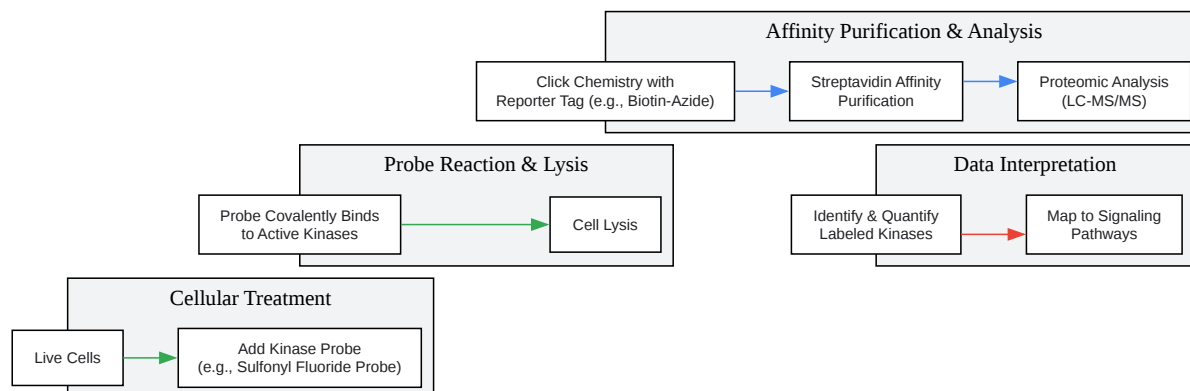 Affinity Purification & Analysis
Click Chemistry with
Reporter Tag (e.g., Biotin-Azide)
Streptavidin Affinity
Purification
Proteomic Analysis
(LC-MS/MS)
Probe Reaction & Lysis
Probe Covalently Binds
to Active Kinases
Cell Lysis
Data Interpretation
Identify & Quantify
Labeled Kinases
Map to Signaling
Pathways
Cellular Treatment
Live Cells
Add Kinase Probe
(e.g., Sulfonyl Fluoride Probe)